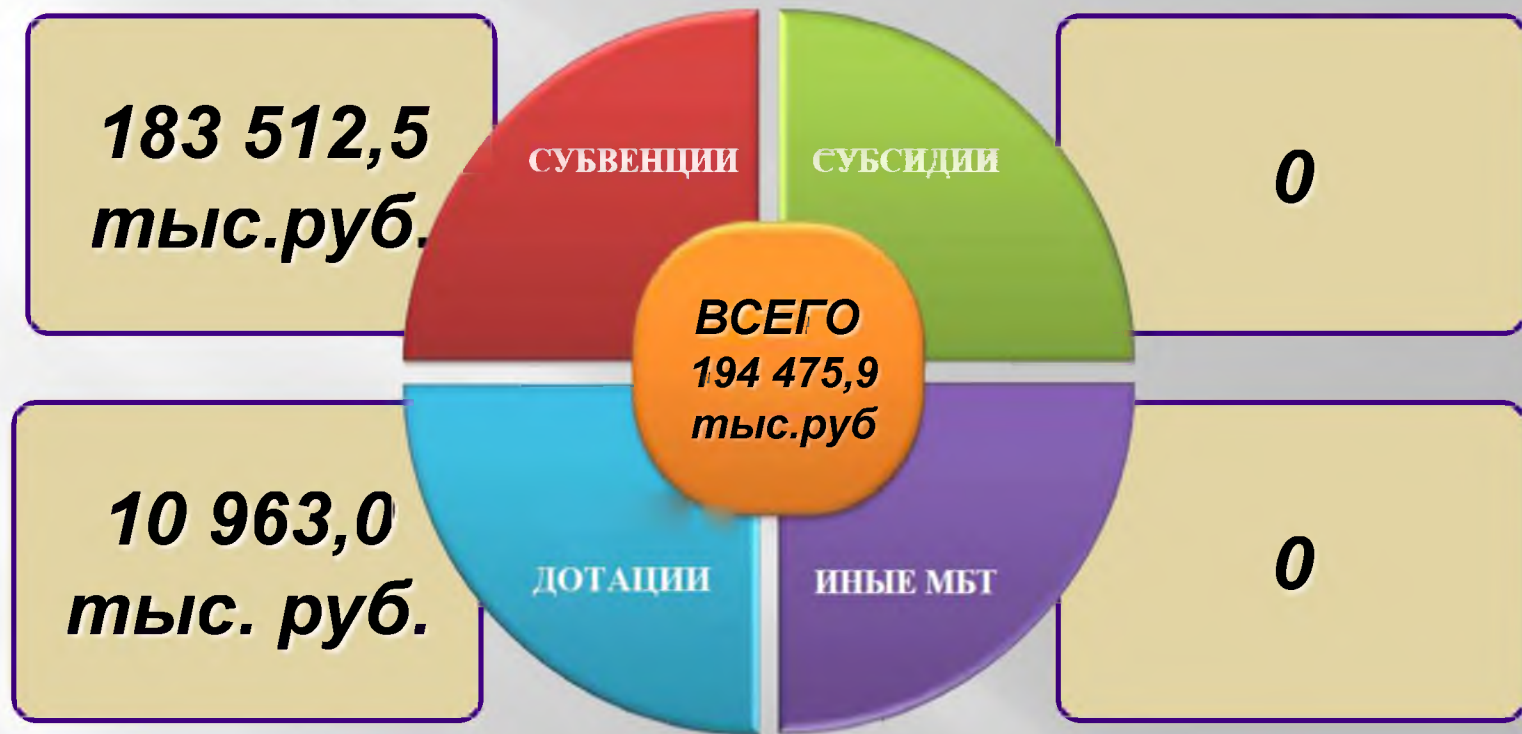 183 512,5
тыс.руб.
СУБВЕНЦИИ
СУБСИДИИ
0
ВСЕГО
194 475,9
тыс.руб
10 963,0
тыс. руб.
ДОТАЦИИ
ИНЫЕ МБТ
0